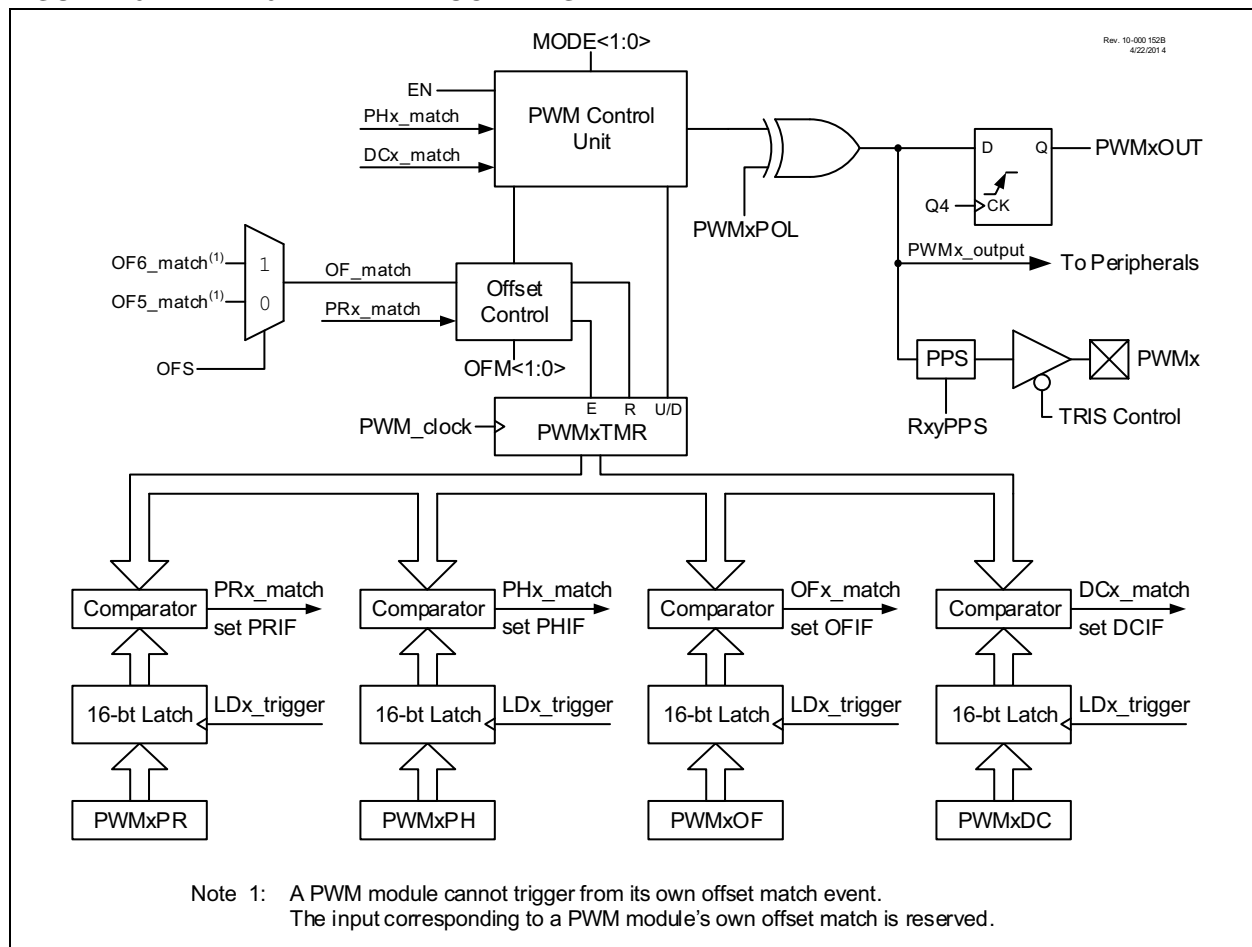 MODE<1:0>
Rev. 10-000 152B
4/22/2014
EN
PHx_match
DCx_match
PWM Control
Unit
PWMxPOL
D Q
CK
Q4
PWMxOUT
PWMx_output
To Peripherals
OF6_match(1)
OF5_match(1)
1
0
OFS
OF_match
PRx_match
Offset
Control
OFM<1:0>
PPS
RxyPPS
PWMx
TRIS Control
E R U/D
PWM_clock
PWMxTMR
Comparator
PRx_match
set PRIF
Comparator
PHx_match
set PHIF
Comparator
OFx_match
set OFIF
Comparator
DCx_match
set DCIF
16-bt Latch
LDx_trigger
16-bt Latch
LDx_trigger
16-bt Latch
LDx_trigger
16-bt Latch
LDx_trigger
PWMxPR
PWMxPH
PWMxOF
PWMxDC
Note 1: A PWM module cannot trigger from its own offset match event.
The input corresponding to a PWM module's own offset match is reserved.